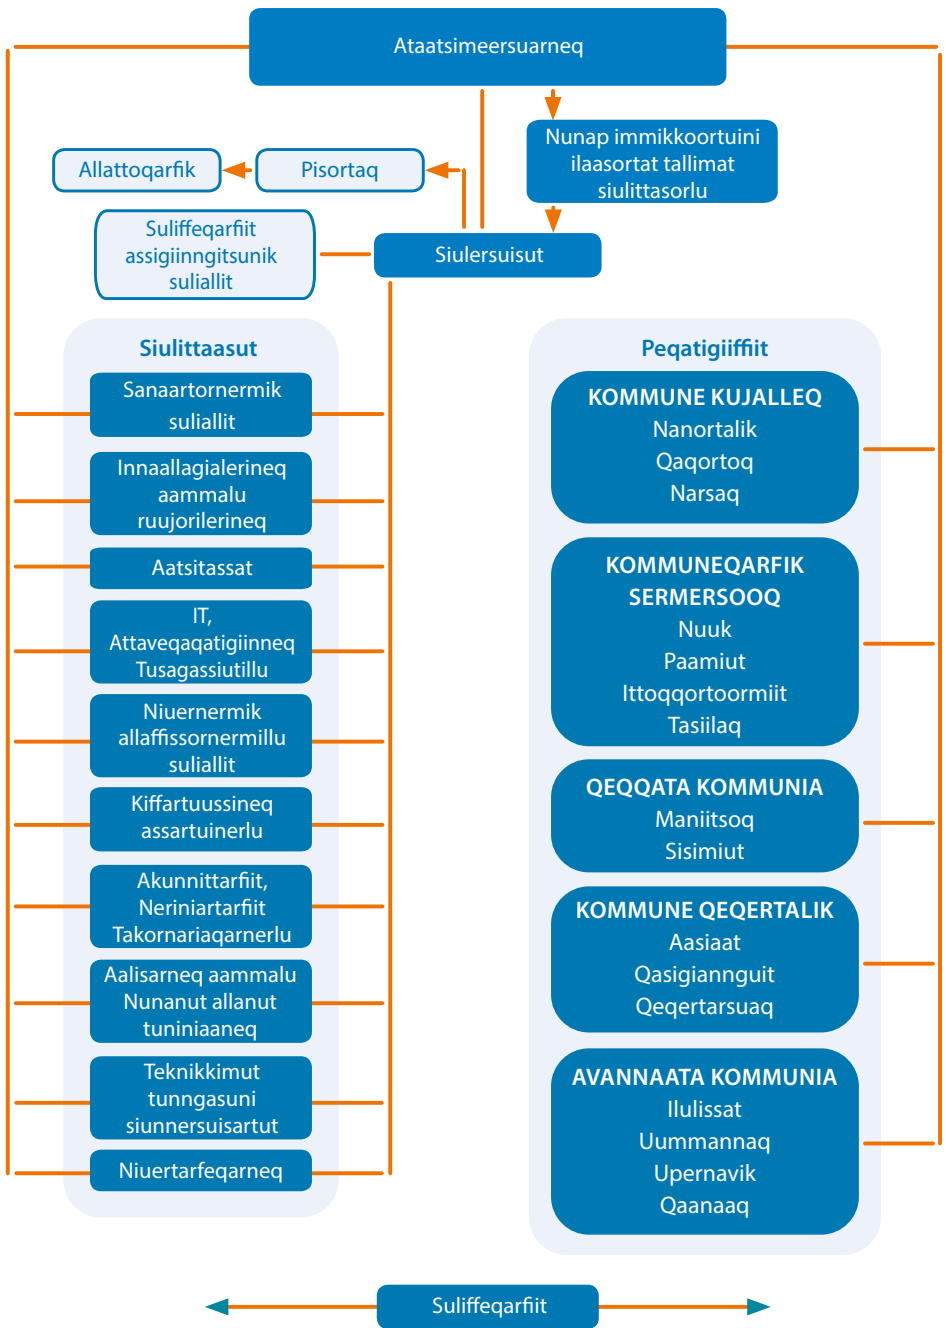 Ataatsimeersuarneq
Nunap immikkoortuini
ilaasortat tallimat
siulittasorlu
Allattoqarfik
Pisortaq
Suliffeqarfiit
assigiinngitsunik
suliallit
Siulersuisut
Siulittaasut
Sanaartornermik
suliallit
Innaallagialerineq
aammalu
ruujorilerineq
Aatsitassat
IT,
Attaveqaqatigiinneq
Tusagassiutillu
Niuernermik
allaffissornermillu
suliallit
Kiffartuussineq
assartuinerlu
Akunnittarfiit,
Neriniartarfiit
Takornariaqarnerlu
Aalisarneq aammalu
Nunanut allanut
tuniniaaneq
Teknikkimut
tunngasuni
siunnersuisartut
Niuertarfeqarneq
Peqatigiiffiit
KOMMUNE KUJALLEQ
Nanortalik
Qaqortoq
Narsaq
KOMMUNEQARFIK
SERMERSOOQ
Nuuk
Paamiut
Ittoqqortoormiit
Tasiilaq
QEQQATA KOMMUNIA
Maniitsoq
Sisimiut
KOMMUNE QEQERTALIK
Aasiaat
Qasigiannguit
Qeqertarsuaq
AVANNAATA KOMMUNIA
Ilulissat
Uummannaq
Upernavik
Qaanaaq
Suliffeqarfiit